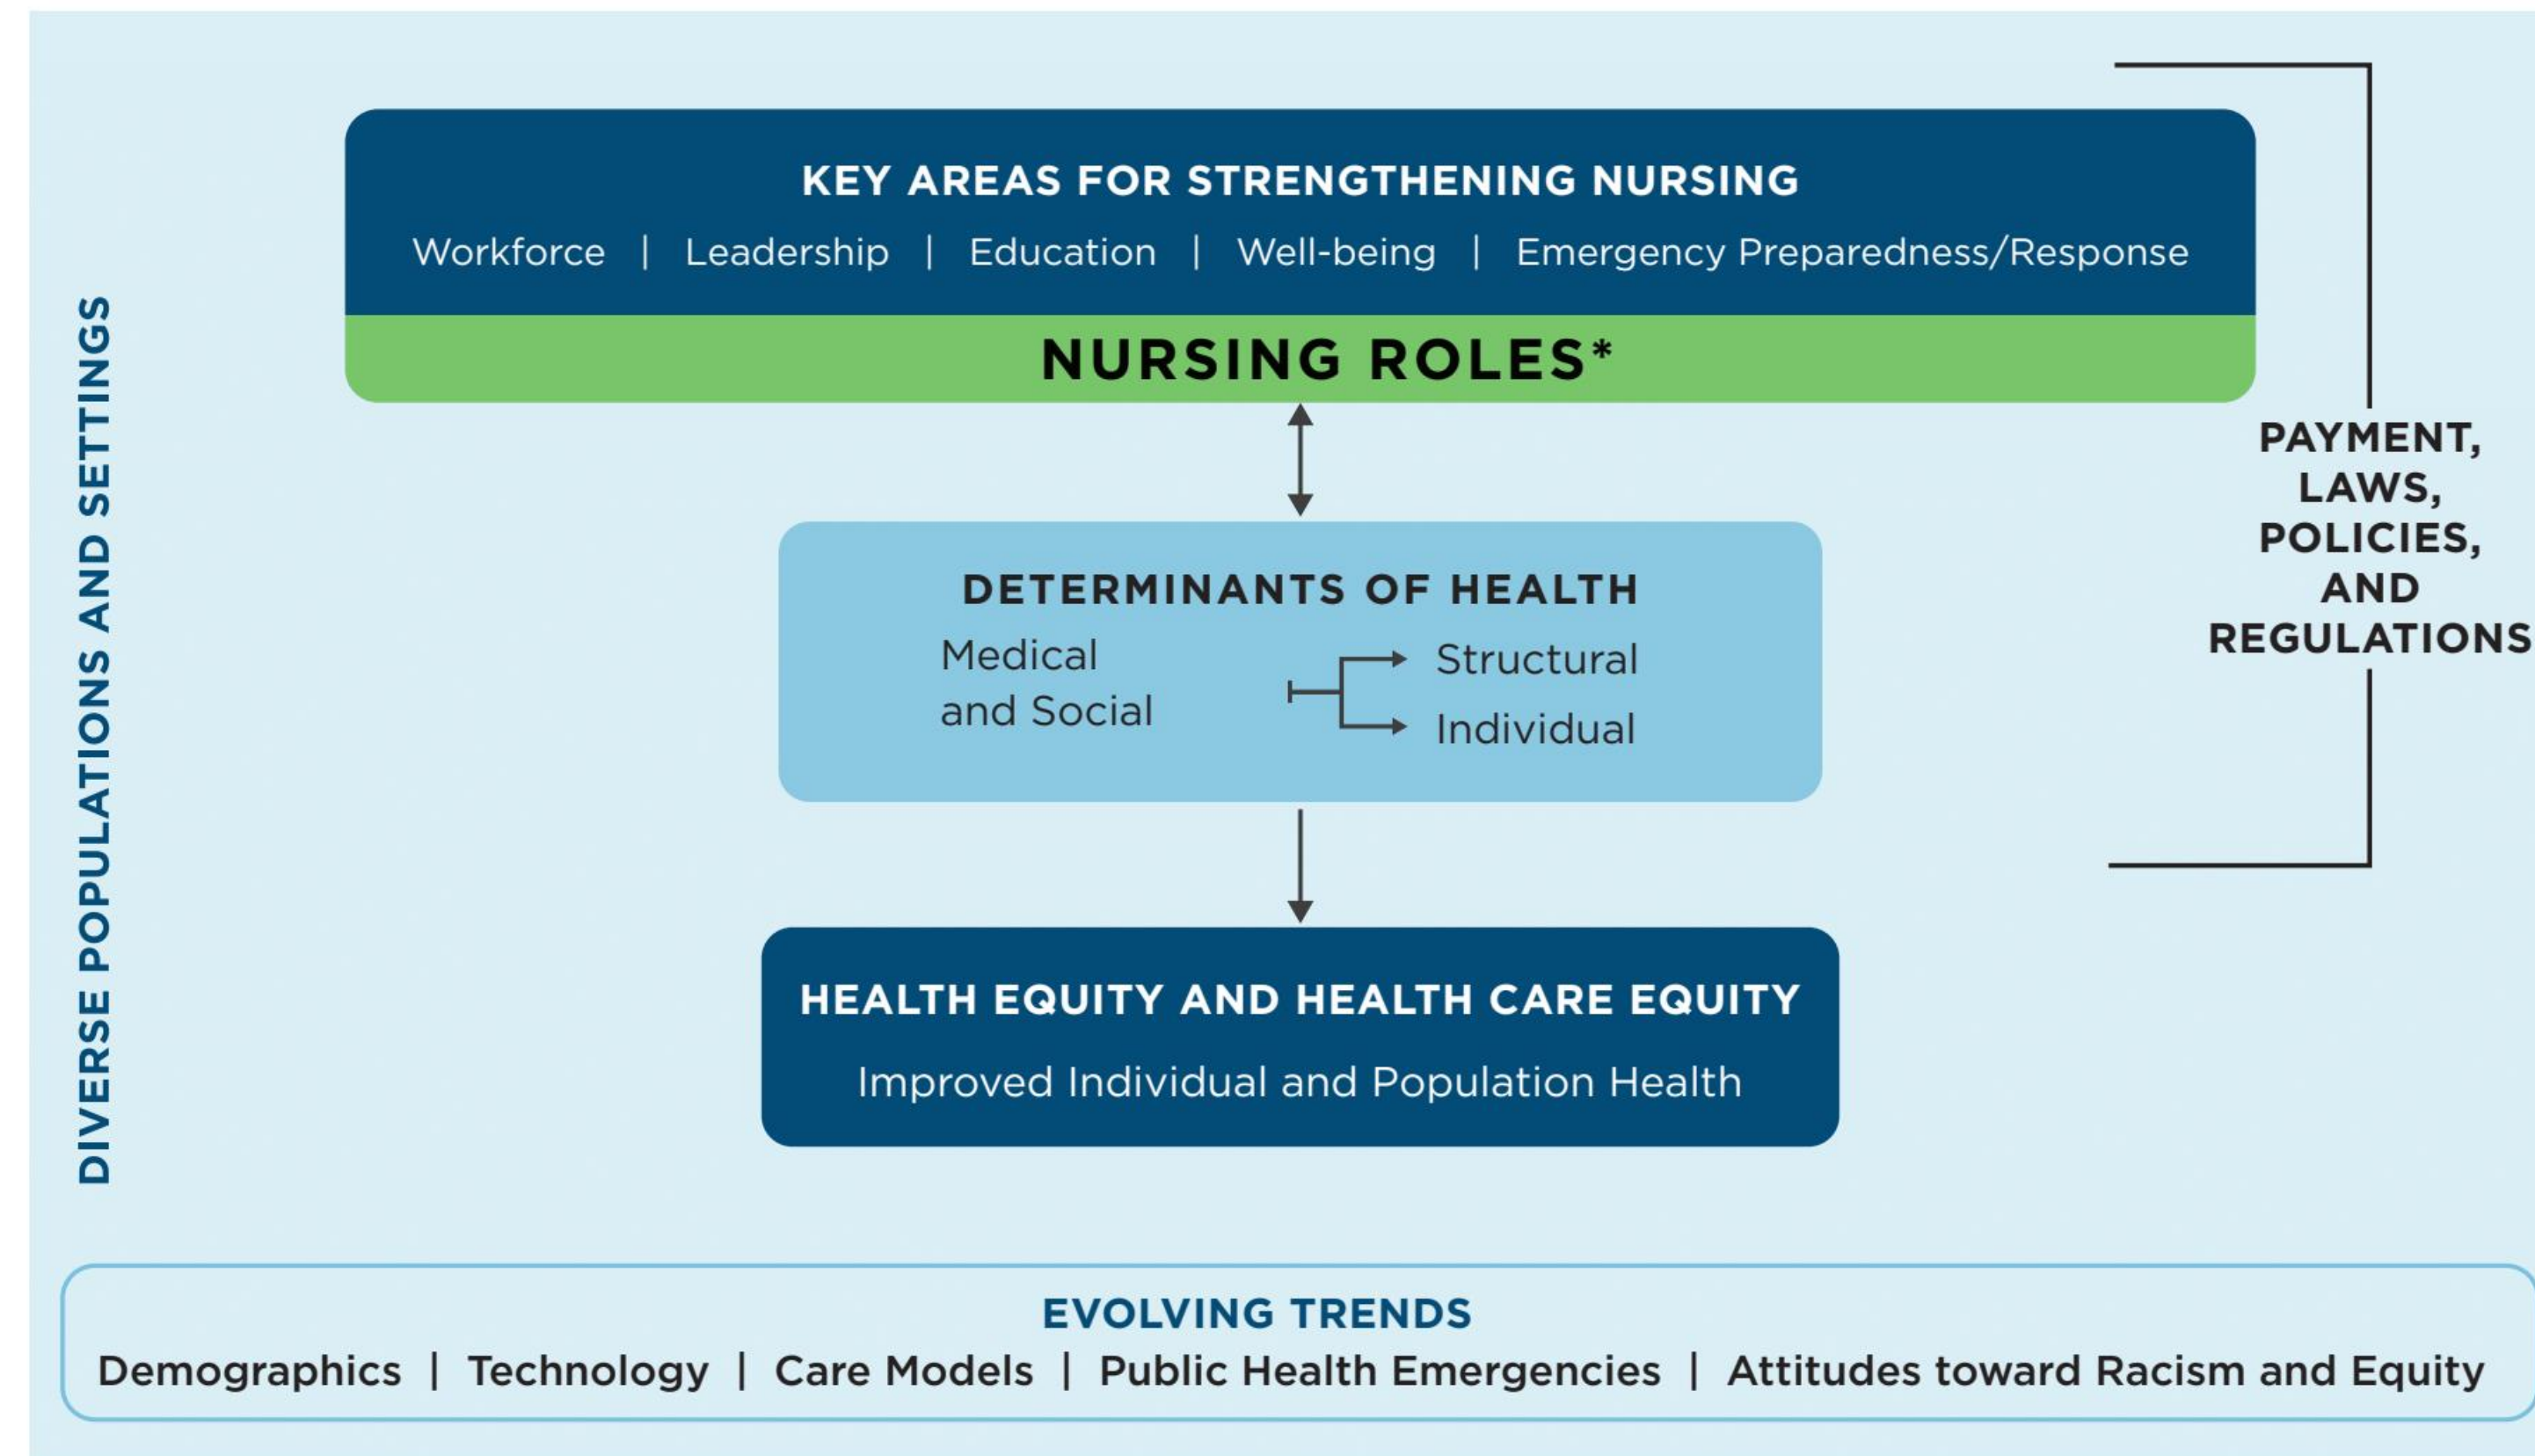 KEY AREAS FOR STRENGTHENING NURSING
Workforce | Leadership | Education | Well-being | Emergency Preparedness/Response
NURSING ROLES*
DIVERSE POPULATIONS AND SETTINGS
PAYMENT,
LAWS,
POLICIES,
AND
REGULATIONS
DETERMINANTS OF HEALTH
Medical
and Social
Structural
Individual
HEALTH EQUITY AND HEALTH CARE EQUITY
Improved Individual and Population Health
EVOLVING TRENDS
Demographics | Technology | Care Models | Public Health Emergencies | Attitudes toward Racism and Equity